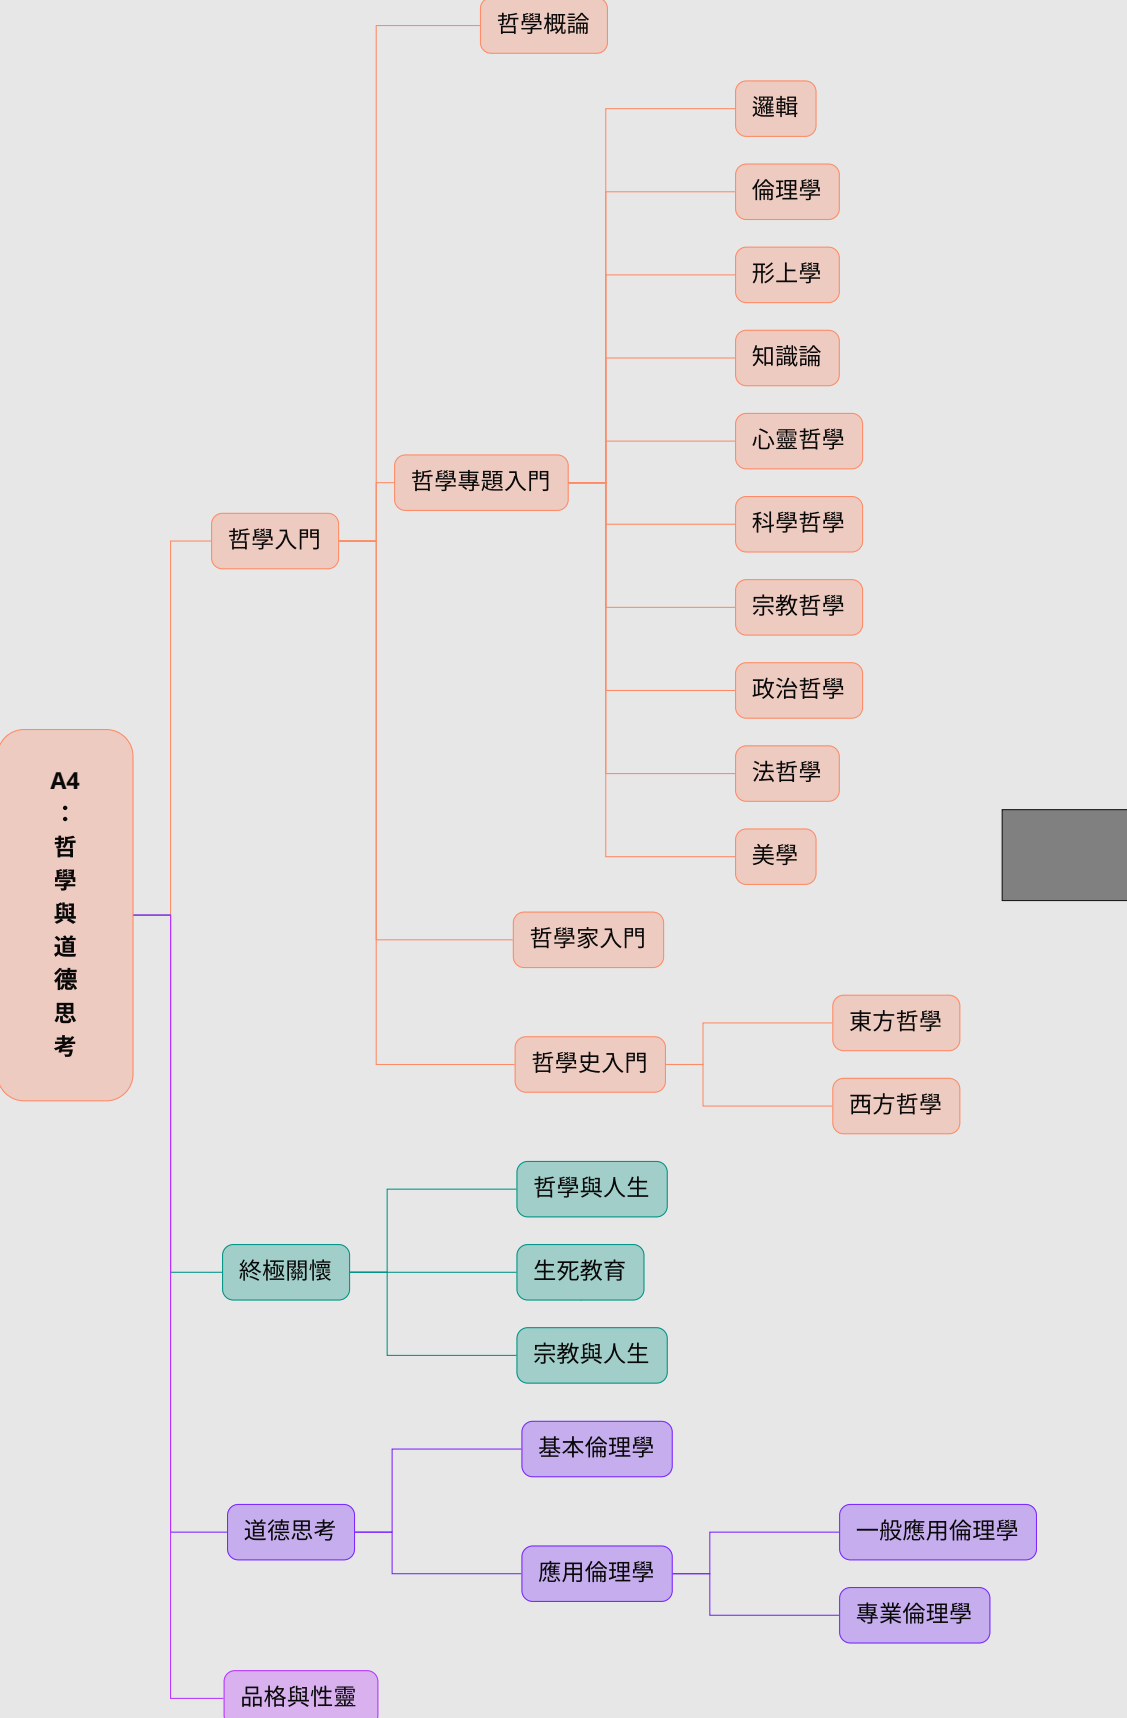 A4
：
哲
學
與
道
德
思
考
哲學入門
哲學概論
哲學專題入門
邏輯
倫理學
形上學
知識論
心靈哲學
科學哲學
宗教哲學
政治哲學
法哲學
美學
哲學家入門
哲學史入門
東方哲學
西方哲學
終極關懷
哲學與人生
生死教育
宗教與人生
道德思考
基本倫理學
應用倫理學
一般應用倫理學
專業倫理學
品格與性靈